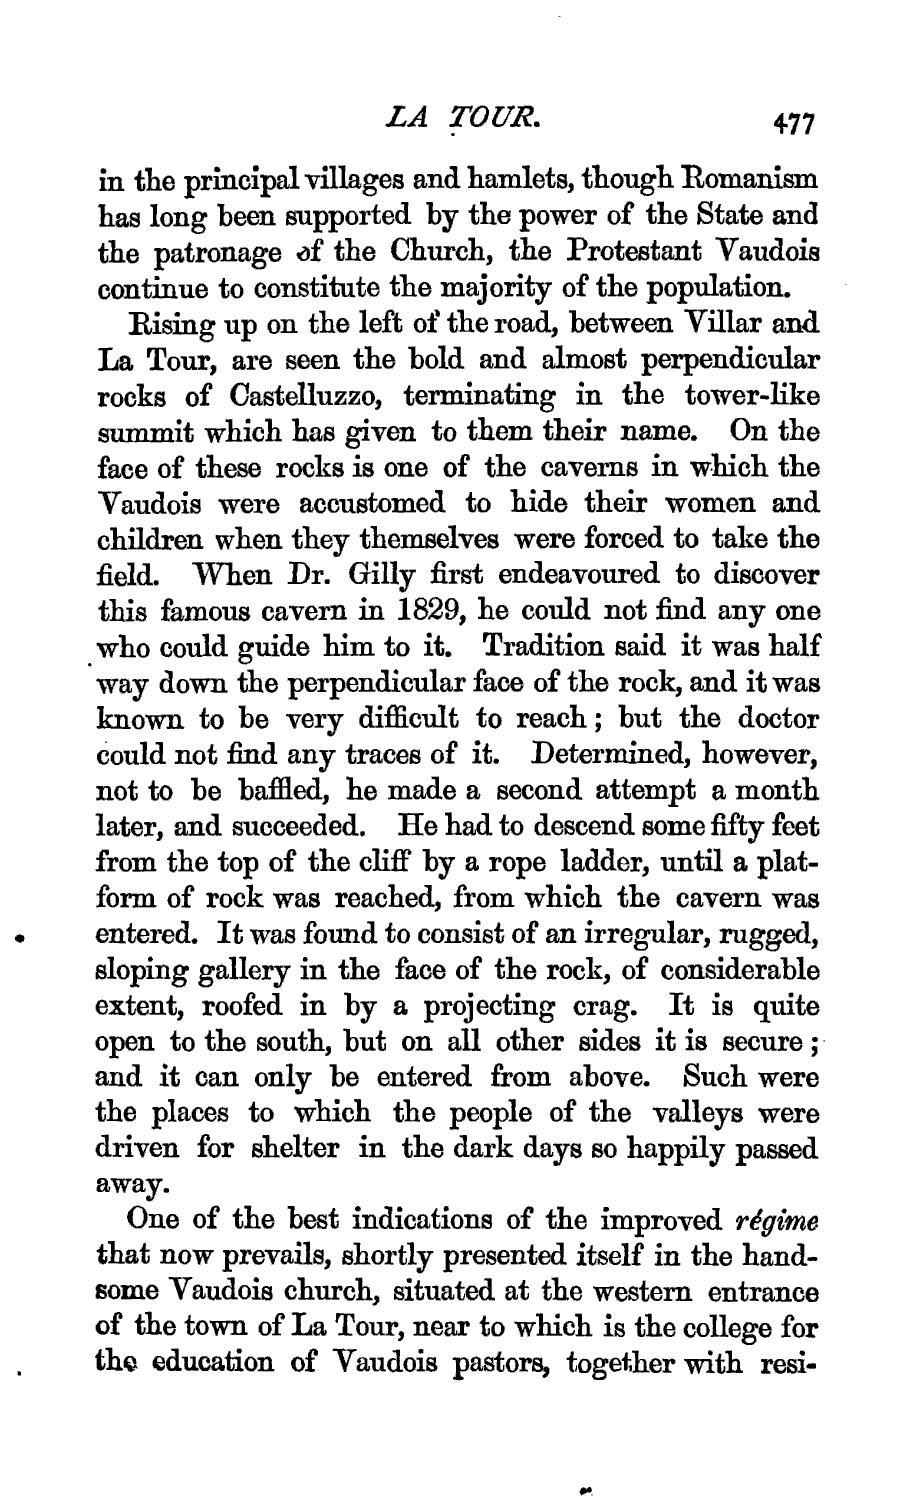 LA TOUR. 477
in the principal villages and hamlets, though Romanism
has long been supported by the power of the State and
the patronage of the Church, the Protestant Vaudois
continue to constitute the majority of the population.
Rising up on the left of the road, between Villar and
La Tour, are seen the bold and almost perpendicular
rocks of Castelluzzo, terminating in the tower-like
summit which has given to them their name. On the
face of these rocks is one of the caverns in which the
Vaudois were accustomed to hide their women and
children when they themselves were forced to take the
field. When Dr. Gilly first endeavoured to discover
this famous cavern in 1829, he could not find any one
who could guide him to it. Tradition said it was half
way down the perpendicular face of the rock, and it was
known to be very difficult to reach; but the doctor
could not find any traces of it. Determined, however,
not to be baffled, he made a second attempt a month
later, and succeeded. He had to descend some fifty feet
from the top of the cliff by a rope ladder, until a plat-
form of rock was reached, from which the cavern was
entered. It was found to consist of an irregular, rugged,
sloping gallery in the face of the rock, of considerable
extent, roofed in by a projecting crag. It is quite
open to the south, but on all other sides it is secure;
and it can only be entered from above. Such were
the places to which the people of the valleys were
driven for shelter in the dark days so happily passed
away.
One of the best indications of the improved régime
that now prevails, shortly presented itself in the hand-
some Vaudois church, situated at the western entrance
of the town of La Tour, near to which is the college for
the education of Vaudois pastors, together with resi-